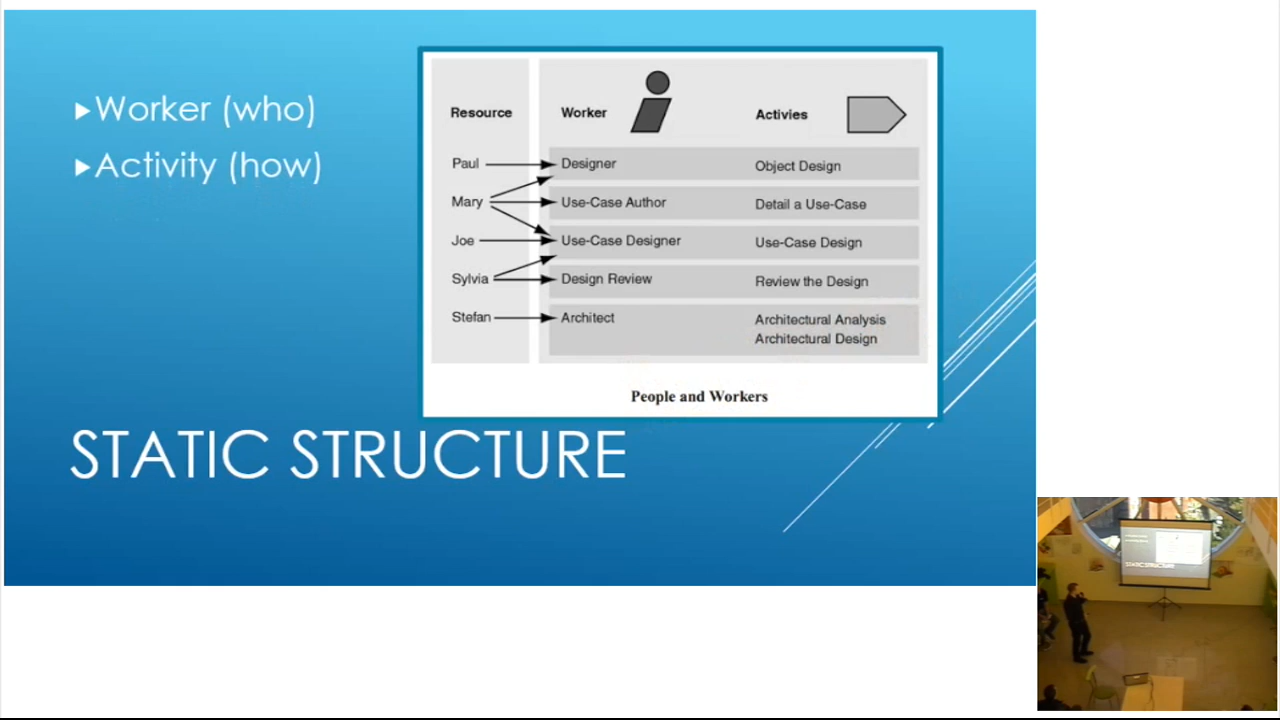 Worker (who)
Activity (how)
Resource Worker Activies
Paul Designer Object Design
Mary Use-Case Author Detail a Use-Case
Joe Use-Case Designer Use-Case Design
Sylvia Design Review Review the Design
Stefan Architect Architectural Analysis
Architectural Design
People and Workers
STATIC STRUCTURE
STATIC STRUCTURE